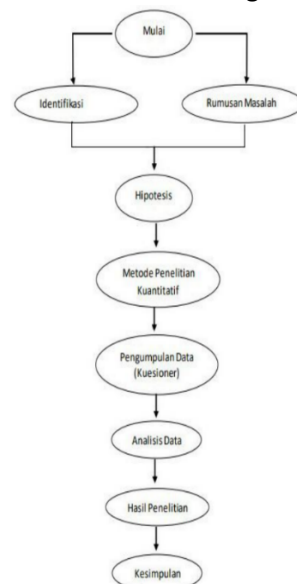 Mulai
Identifikasi
Rumusan Masalah
Hipotesis
Metode Penelitian
Kuantitatif
Pengumpulan Data
(Kuesioner)
Analisis Data
Hasil Penelitian
Kesimpulan